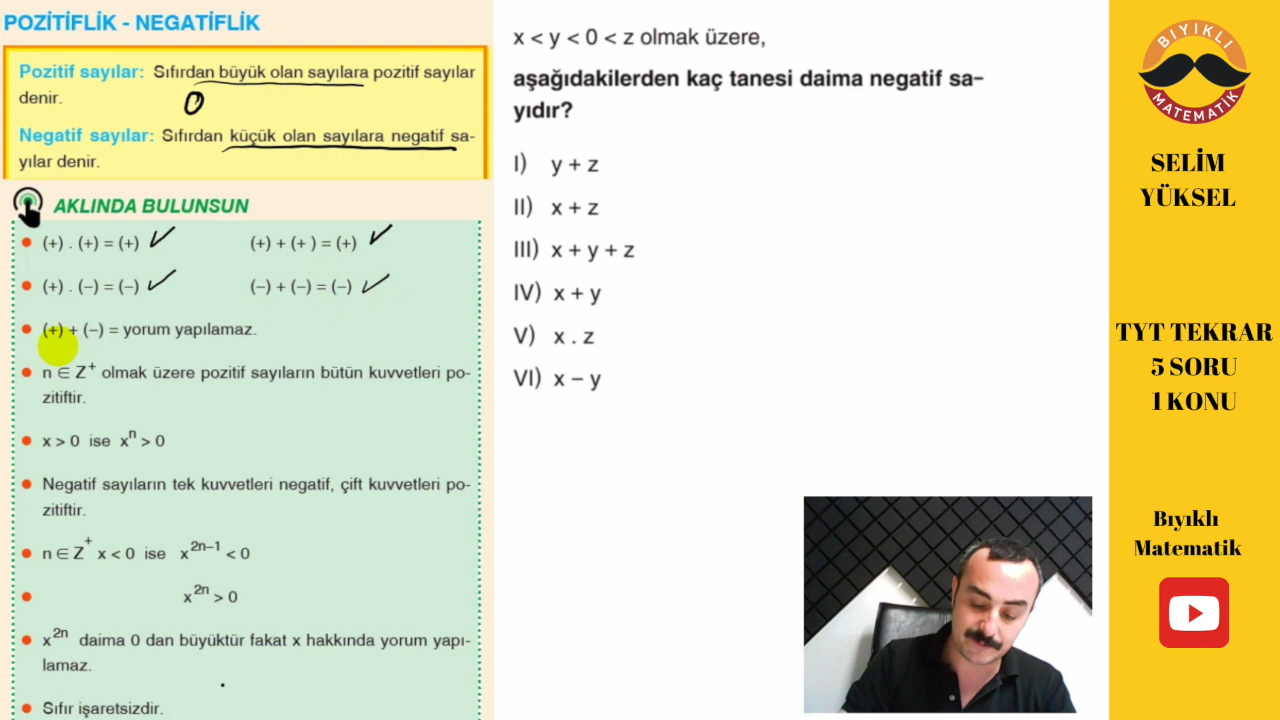 POZİTİFLİK - NEGATİFLİK
Pozitif sayılar: Sıfırdan büyük olan sayılara pozitif sayılar
denir.
0
Negatif sayılar: Sıfırdan küçük olan sayılara negatif sa-
yılar denir.
AKLINDA BULUNSUN
(+) . (+) = (+) (+) + (+ ) = (+)
(+) . (–) = (–) (–) + (–) = (–)
(+) + (–) = yorum yapılamaz.
n ∈ Z⁺ olmak üzere pozitif sayıların bütün kuvvetleri po-
zitiftir.
x > 0 ise xⁿ > 0
Negatif sayıların tek kuvvetleri negatif, çift kuvvetleri po-
zitiftir.
n ∈ Z⁺ x < 0 ise x²ⁿ⁻¹ < 0
x²ⁿ > 0
x²ⁿ daima 0 dan büyüktür fakat x hakkında yorum yapı-
lamaz.
Sıfır işaretsizdir.
x < y < 0 < z olmak üzere,
aşağıdakilerden kaç tanesi daima negatif sa-
yıdır?
I) y + z
II) x + z
III) x + y + z
IV) x + y
V) x . z
VI) x – y
BIYIKLI
MATEMATİK
SELİM
YÜKSEL
TYT TEKRAR
5 SORU
1 KONU
Bıyıklı
Matematik